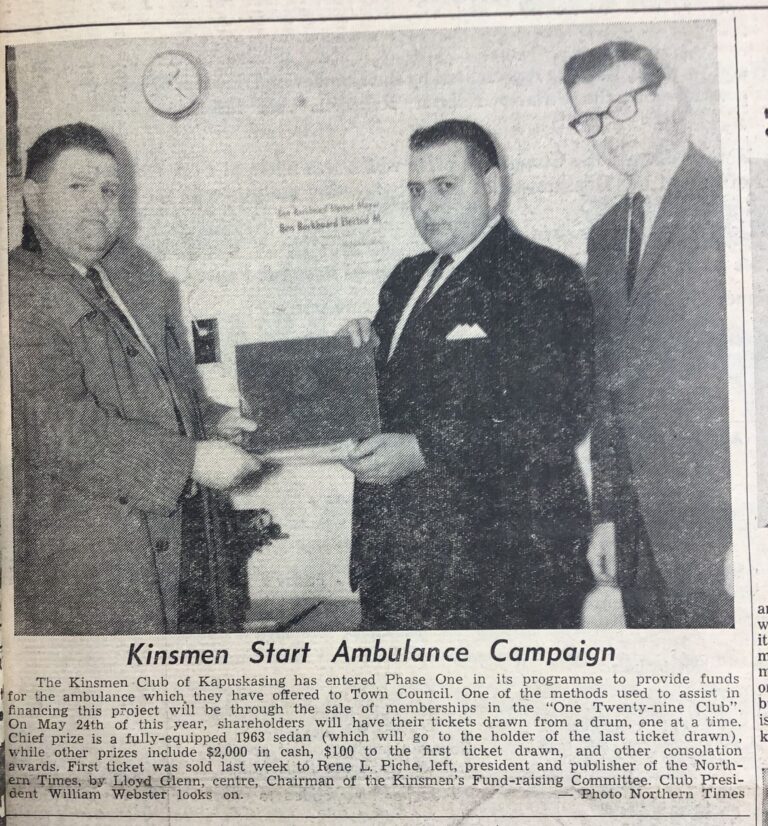 Ben Borkboard Elected M
Kinsmen Start Ambulance Campaign
The Kinsmen Club of Kapuskasing has entered Phase One in its programme to provide funds
for the ambulance which they have offered to Town Council. One of the methods used to assist in
financing this project will be through the sale of memberships in the “One Twenty-nine Club”.
On May 24th of this year, shareholders will have their tickets drawn from a drum, one at a time.
Chief prize is a fully-equipped 1963 sedan (which will go to the holder of the last ticket drawn),
while other prizes include $2,000 in cash, $100 to the first ticket drawn, and other consolation
awards. First ticket was sold last week to Rene L. Piche, left, president and publisher of the North-
ern Times, by Lloyd Glenn, centre, Chairman of the Kinsmen's Fund-raising Committee. Club Presi-
dent William Webster looks on. — Photo Northern Times